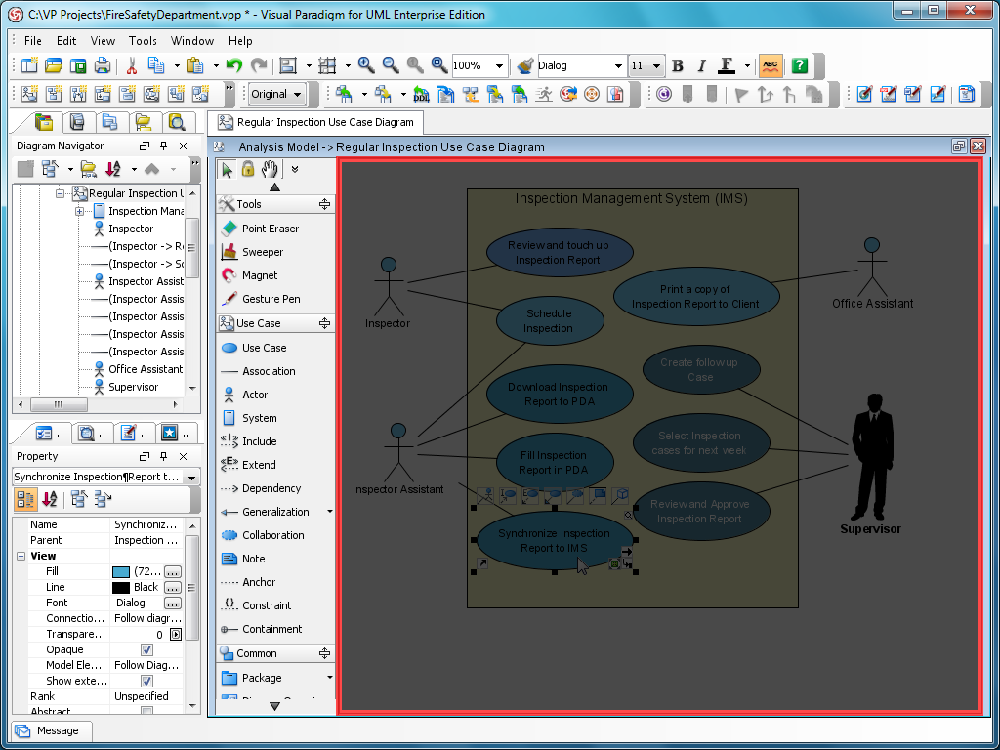 C:\VP Projects\FireSafetyDepartment.vpp * - Visual Paradigm for UML Enterprise Edition
File Edit View Tools Window Help
100% Dialog 11 B I F ABC ?
Original DDL
Regular Inspection Use Case Diagram
Diagram Navigator
Analysis Model -> Regular Inspection Use Case Diagram
Regular Inspection U
Inspection Mana
Inspector
(Inspector -> Re
(Inspector -> Sc
Inspector Assist
(Inspector Assis
(Inspector Assis
(Inspector Assis
(Inspector Assis
Office Assistant
Supervisor
Property
Synchronize Inspection¶Report t...
Name Synchroniz...
Parent Inspection ...
View
Fill (72... ...
Line Black ...
Font Dialog ...
Connectio... Follow diagr...
Transpare... 0
Opaque
Model Ele... Follow Diag...
Show exte...
Rank Unspecified
Abstract
Message
Tools
Point Eraser
Sweeper
Magnet
Gesture Pen
Use Case
Use Case
Association
Actor
System
Include
Extend
Dependency
Generalization
Collaboration
Note
Anchor
Constraint
Containment
Common
Package
Inspection Management System (IMS)
Review and touch up
Inspection Report
Print a copy of
Inspection Report to Client
Schedule
Inspection
Inspector
Office Assistant
Create follow up
Case
Download Inspection
Report to PDA
Select Inspection
cases for next week
Fill Inspection
Report in PDA
Inspector Assistant
Review and Approve
Inspection Report
Synchronize Inspection
Report to IMS
Supervisor